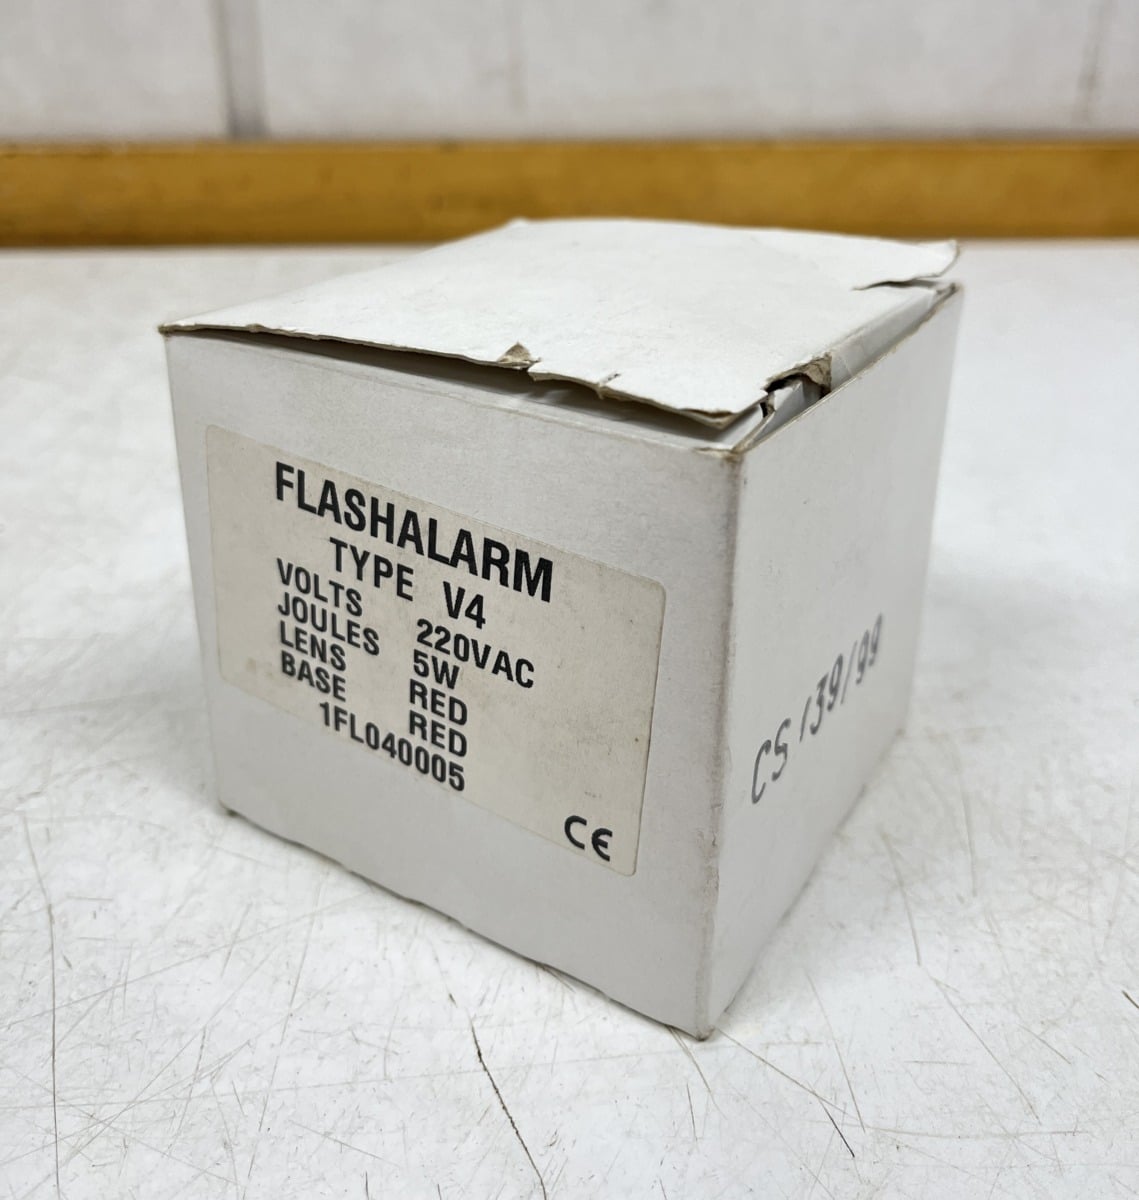 FLASHALARM
TYPE V4
VOLTS 220VAC
JOULES 5W
LENS RED
BASE RED
1FL040005
CE
CS 139/99